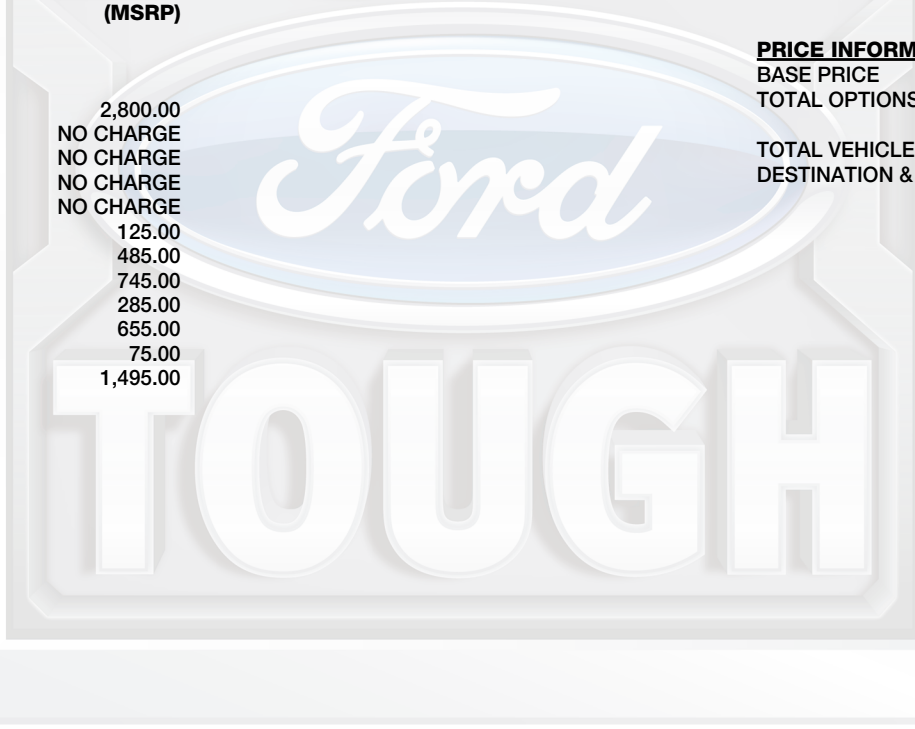 (MSRP)
2,800.00
NO CHARGE
NO CHARGE
NO CHARGE
NO CHARGE
125.00
485.00
745.00
285.00
655.00
75.00
1,495.00
PRICE INFORM
BASE PRICE
TOTAL OPTIONS
TOTAL VEHICLE
DESTINATION &
Ford
TOUGH